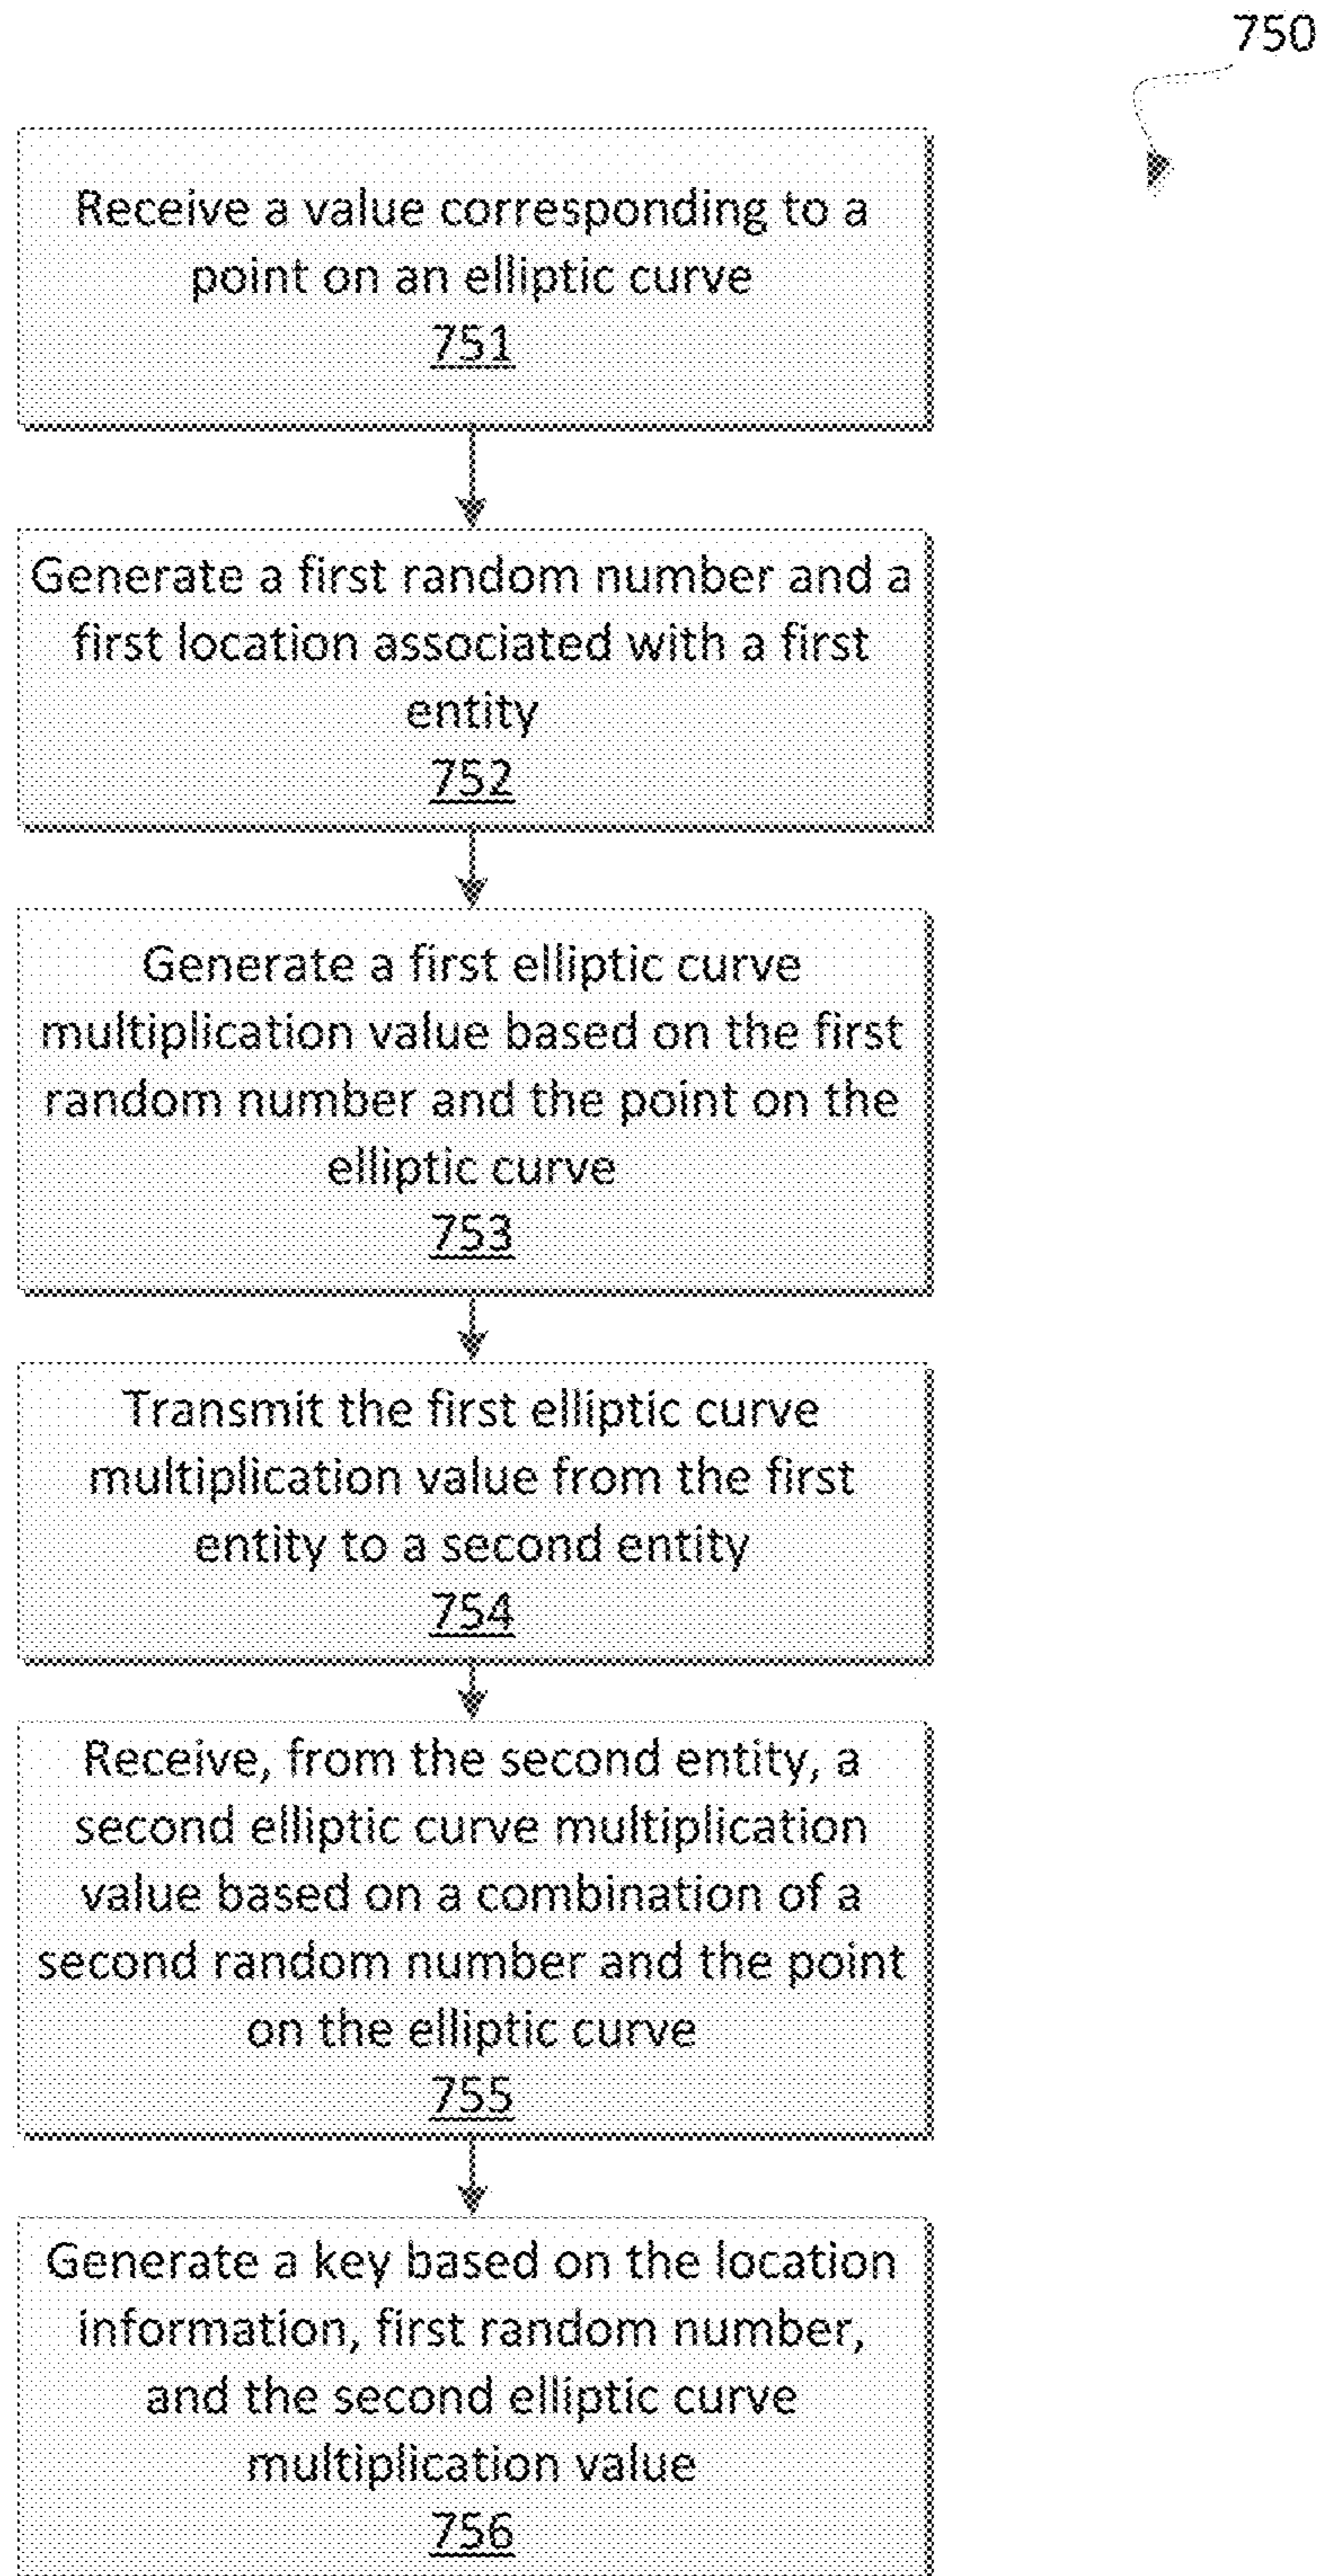 750
Receive a value corresponding to a
point on an elliptic curve
751
Generate a first random number and a
first location associated with a first
entity
752
Generate a first elliptic curve
multiplication value based on the first
random number and the point on the
elliptic curve
753
Transmit the first elliptic curve
multiplication value from the first
entity to a second entity
754
Receive, from the second entity, a
second elliptic curve multiplication
value based on a combination of a
second random number and the point
on the elliptic curve
755
Generate a key based on the location
information, first random number,
and the second elliptic curve
multiplication value
756